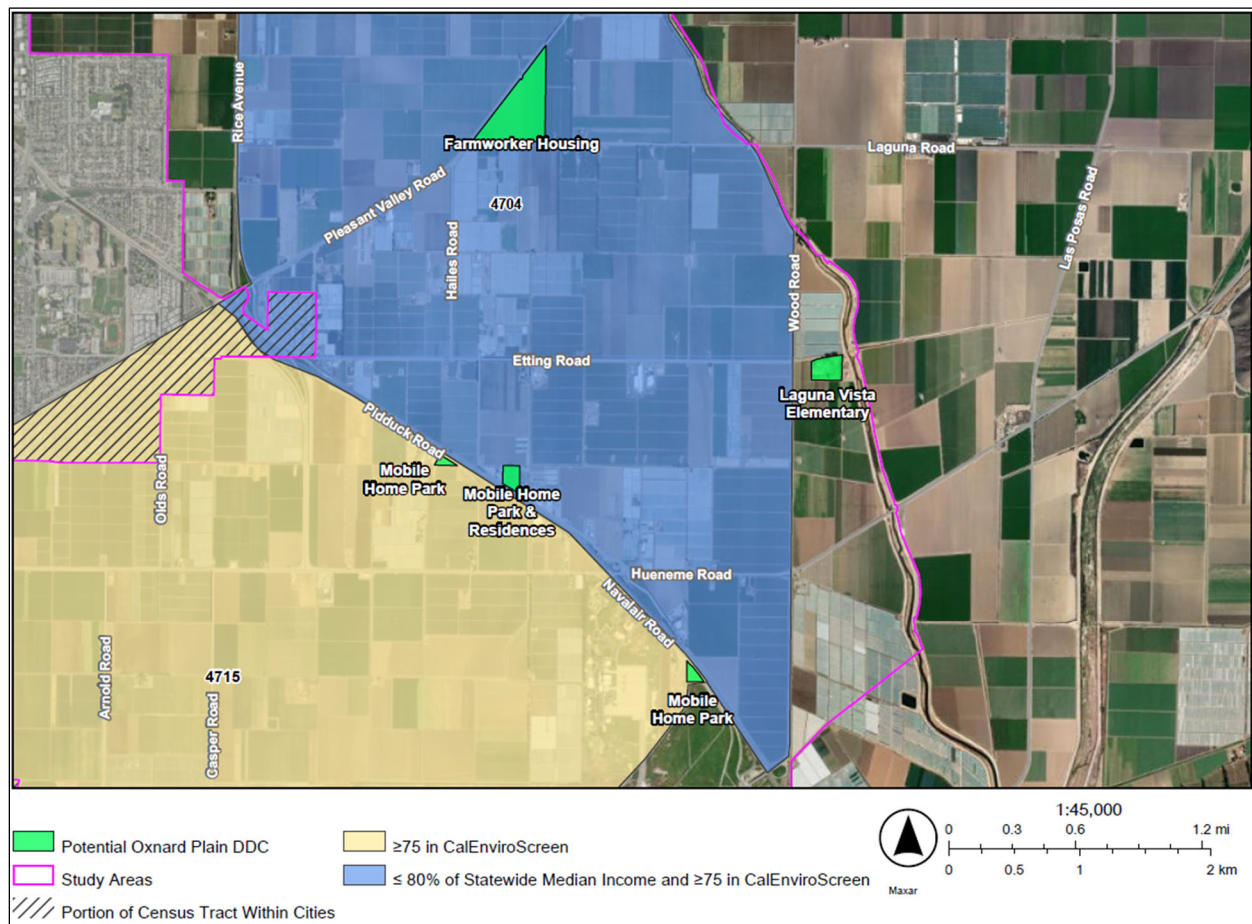 Rice Avenue
Farmworker Housing
Laguna Road
Pleasant Valley Road
4704
Hailes Road
Las Posas Road
Wood Road
Etting Road
Laguna Vista
Elementary
Pidduck Road
Mobile
Home Park
Mobile Home
Park &
Residences
Olds Road
Hueneme Road
Navalair Road
Arnold Road
4715
Casper Road
Mobile
Home Park
Potential Oxnard Plain DDC
Study Areas
Portion of Census Tract Within Cities
≥75 in CalEnviroScreen
≤ 80% of Statewide Median Income and ≥75 in CalEnviroScreen
Maxar
1:45,000
0 0.3 0.6 1.2 mi
0 0.5 1 2 km